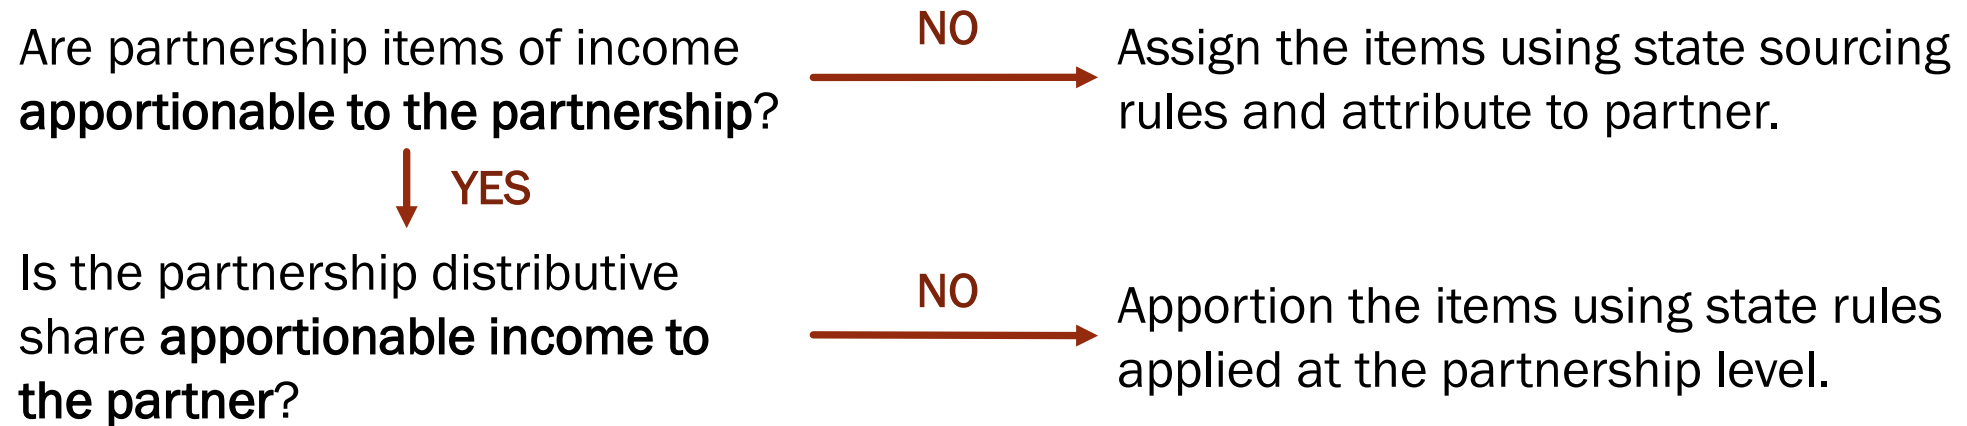 Are partnership items of income
apportionable to the partnership?
NO
Assign the items using state sourcing
rules and attribute to partner.
YES
Is the partnership distributive
share apportionable income to
the partner?
NO
Apportion the items using state rules
applied at the partnership level.